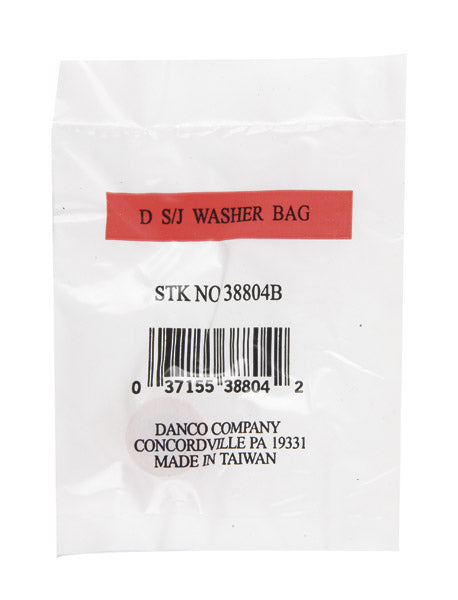 D S/J WASHER BAG
STK NO 38804B
0 37155 38804 2
DANCO COMPANY
CONCORDVILLE PA 19331
MADE IN TAIWAN